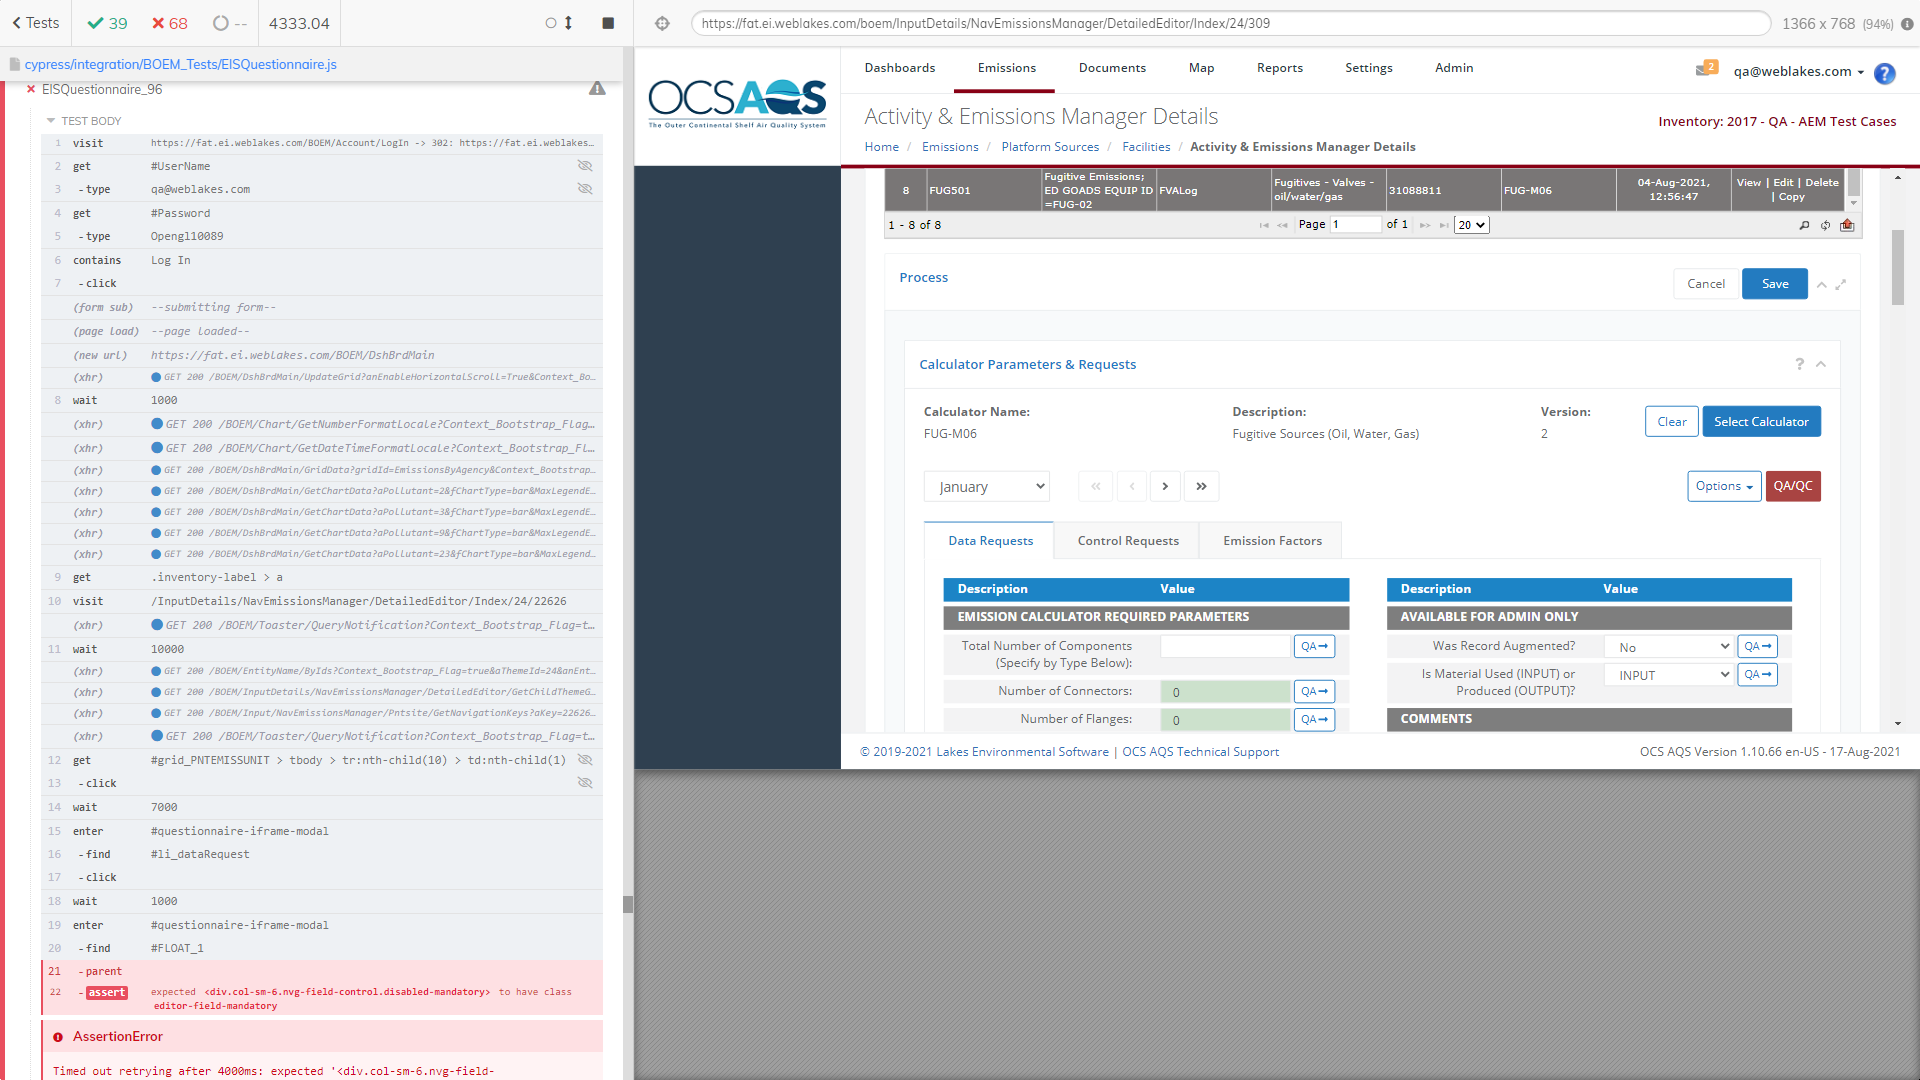 Tests
39
68
--
4333.04
https://fat.ei.weblakes.com/boem/InputDetails/NavEmissionsManager/DetailedEditor/Index/24/309
1366 x 768 (94%)
cypress/integration/BOEM_Tests/EISQuestionnaire.js
EISQuestionnaire_96
TEST BODY
1 visit https://fat.ei.weblakes.com/BOEM/Account/LogIn -> 302: https://fat.ei.weblakes...
2 get #UserName
3 -type qa@weblakes.com
4 get #Password
5 -type Opengl10089
6 contains Log In
7 -click
(form sub) --submitting form--
(page load) --page loaded--
(new url) https://fat.ei.weblakes.com/BOEM/DshBrdMain
(xhr) GET 200 /BOEM/DshBrdMain/UpdateGrid?anEnableHorizontalScroll=True&Context_Bo...
8 wait 1000
(xhr) GET 200 /BOEM/Chart/GetNumberFormatLocale?Context_Bootstrap_Flag...
(xhr) GET 200 /BOEM/Chart/GetDateTimeFormatLocale?Context_Bootstrap_Fl...
(xhr) GET 200 /BOEM/DshBrdMain/GridData?gridId=EmissionsByAgency&Context_Bootstrap...
(xhr) GET 200 /BOEM/DshBrdMain/GetChartData?aPollutant=2&fChartType=bar&MaxLegendE...
(xhr) GET 200 /BOEM/DshBrdMain/GetChartData?aPollutant=3&fChartType=bar&MaxLegendE...
(xhr) GET 200 /BOEM/DshBrdMain/GetChartData?aPollutant=9&fChartType=bar&MaxLegendE...
(xhr) GET 200 /BOEM/DshBrdMain/GetChartData?aPollutant=23&fChartType=bar&MaxLegend...
9 get .inventory-label > a
10 visit /InputDetails/NavEmissionsManager/DetailedEditor/Index/24/22626
(xhr) GET 200 /BOEM/Toaster/QueryNotification?Context_Bootstrap_Flag=t...
11 wait 10000
(xhr) GET 200 /BOEM/EntityName/ByIds?Context_Bootstrap_Flag=true&aThemeId=24&anEnt...
(xhr) GET 200 /BOEM/InputDetails/NavEmissionsManager/DetailedEditor/GetChildThemeG...
(xhr) GET 200 /BOEM/Input/NavEmissionsManager/Pntsite/GetNavigationKeys?aKey=22626...
(xhr) GET 200 /BOEM/Toaster/QueryNotification?Context_Bootstrap_Flag=t...
12 get #grid_PNTEMISSUNIT > tbody > tr:nth-child(10) > td:nth-child(1)
13 -click
14 wait 7000
15 enter #questionnaire-iframe-modal
16 -find #li_dataRequest
17 -click
18 wait 1000
19 enter #questionnaire-iframe-modal
20 -find #FLOAT_1
21 -parent
22 -assert expected <div.col-sm-6.nvg-field-control.disabled-mandatory> to have class
editor-field-mandatory
AssertionError
Timed out retrying after 4000ms: expected '<div.col-sm-6.nvg-field-
OCSAQS
The Outer Continental Shelf Air Quality System
Dashboards Emissions Documents Map Reports Settings Admin
2
qa@weblakes.com
?
Activity & Emissions Manager Details
Inventory: 2017 - QA - AEM Test Cases
Home / Emissions / Platform Sources / Facilities / Activity & Emissions Manager Details
8 FUG501 Fugitive Emissions; ED GOADS EQUIP ID =FUG-02 FVALog Fugitives - Valves - oil/water/gas 31088811 FUG-M06 04-Aug-2021, 12:56:47 View | Edit | Delete | Copy
1 - 8 of 8 Page 1 of 1 20
Process
Cancel Save
Calculator Parameters & Requests ?
Calculator Name: Description: Version:
FUG-M06 Fugitive Sources (Oil, Water, Gas) 2
Clear Select Calculator
January « ‹ › » Options QA/QC
Data Requests Control Requests Emission Factors
Description Value
EMISSION CALCULATOR REQUIRED PARAMETERS
Total Number of Components (Specify by Type Below): QA
Number of Connectors: 0 QA
Number of Flanges: 0 QA
Description Value
AVAILABLE FOR ADMIN ONLY
Was Record Augmented? No QA
Is Material Used (INPUT) or Produced (OUTPUT)? INPUT QA
COMMENTS
© 2019-2021 Lakes Environmental Software | OCS AQS Technical Support
OCS AQS Version 1.10.66 en-US - 17-Aug-2021